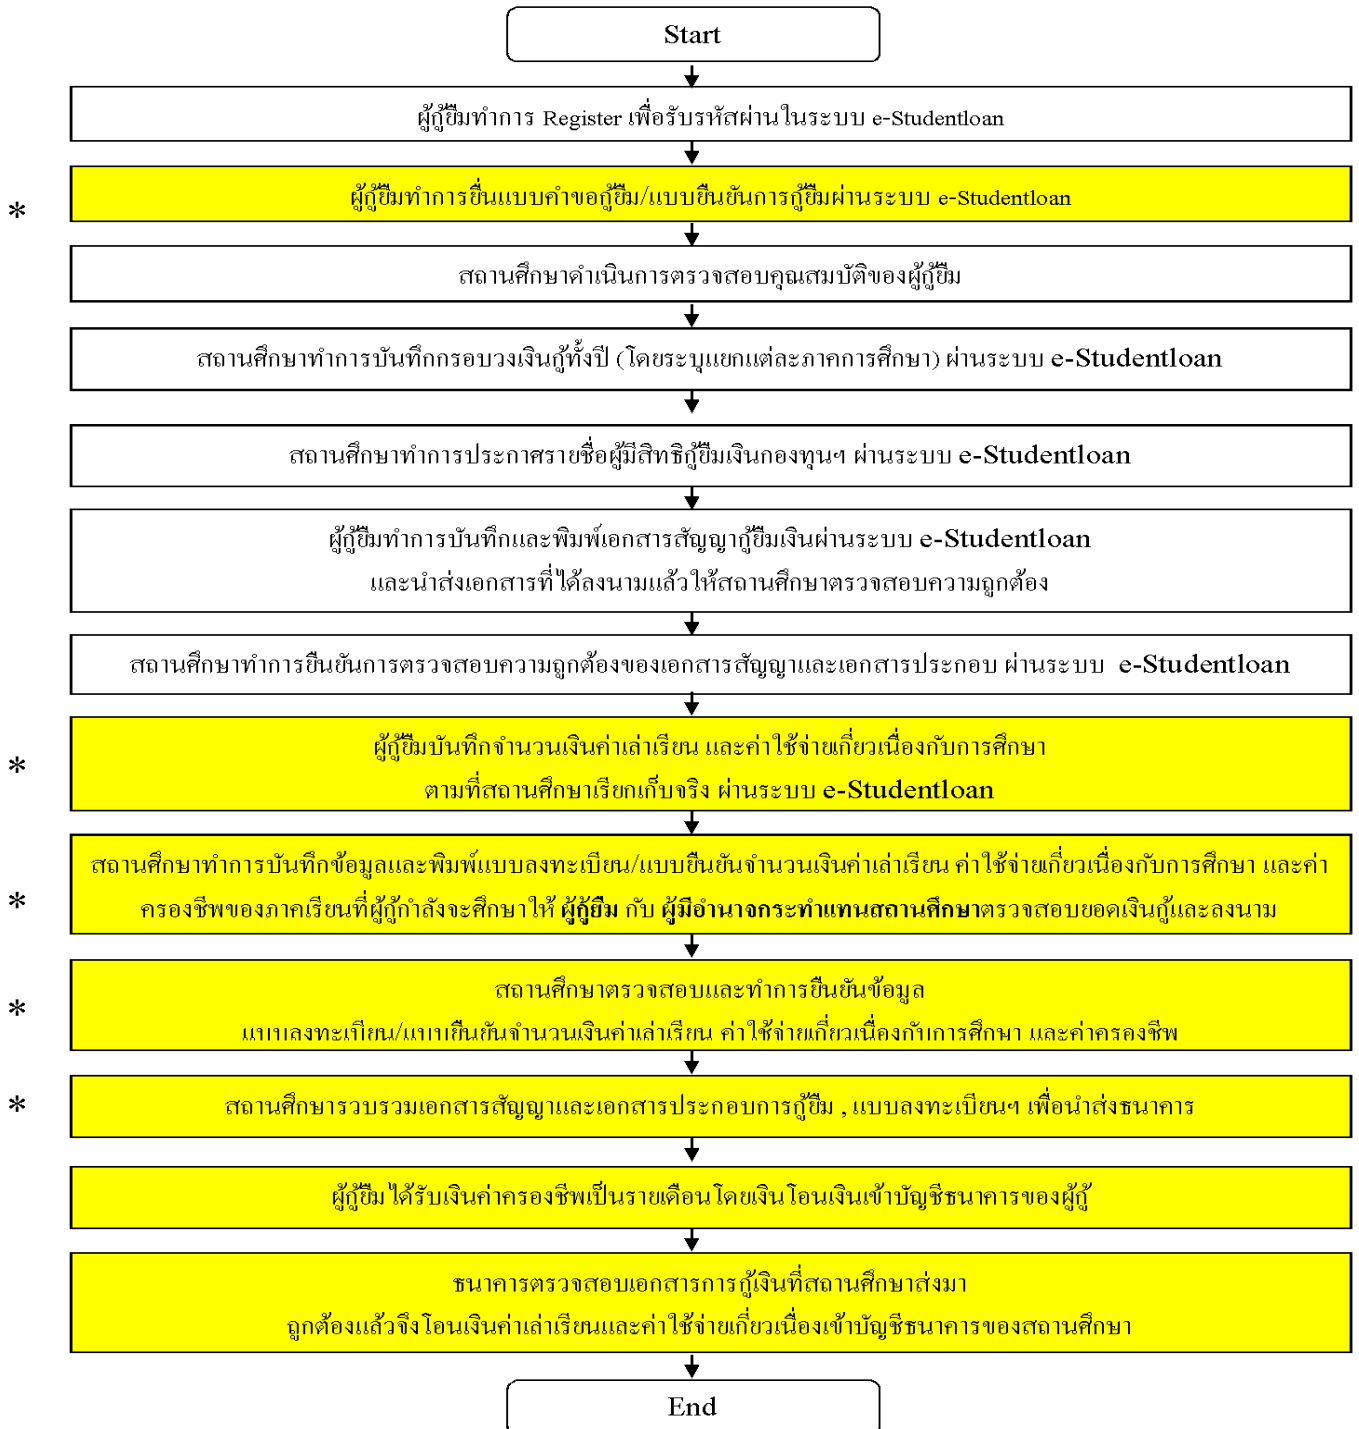 Start
ผู้กู้ยืมทำการ Register เพื่อรับรหัสผ่านในระบบ e-Studentloan
*
ผู้กู้ยืมทำการยื่นแบบคำขอกู้ยืม/แบบยืนยันการกู้ยืมผ่านระบบ e-Studentloan
สถานศึกษาดำเนินการตรวจสอบคุณสมบัติของผู้กู้ยืม
สถานศึกษาทำการบันทึกกรอบวงเงินกู้ทั้งปี (โดยระบุแยกแต่ละภาคการศึกษา) ผ่านระบบ e-Studentloan
สถานศึกษาทำการประกาศรายชื่อผู้มีสิทธิกู้ยืมเงินกองทุนฯ ผ่านระบบ e-Studentloan
ผู้กู้ยืมทำการบันทึกและพิมพ์เอกสารสัญญากู้ยืมเงินผ่านระบบ e-Studentloan
และนำส่งเอกสารที่ได้ลงนามแล้วให้สถานศึกษาตรวจสอบความถูกต้อง
สถานศึกษาทำการยืนยันการตรวจสอบความถูกต้องของเอกสารสัญญาและเอกสารประกอบ ผ่านระบบ e-Studentloan
*
ผู้กู้ยืมบันทึกจำนวนเงินค่าเล่าเรียน และค่าใช้จ่ายเกี่ยวเนื่องกับการศึกษา
ตามที่สถานศึกษาเรียกเก็บจริง ผ่านระบบ e-Studentloan
*
สถานศึกษาทำการบันทึกข้อมูลและพิมพ์แบบลงทะเบียน/แบบยืนยันจำนวนเงินค่าเล่าเรียน ค่าใช้จ่ายเกี่ยวเนื่องกับการศึกษา และค่า
ครองชีพของภาคเรียนที่ผู้กู้กำลังจะศึกษาให้ ผู้กู้ยืม กับ ผู้มีอำนาจกระทำแทนสถานศึกษาตรวจสอบยอดเงินกู้และลงนาม
*
สถานศึกษาตรวจสอบและทำการยืนยันข้อมูล
แบบลงทะเบียน/แบบยืนยันจำนวนเงินค่าเล่าเรียน ค่าใช้จ่ายเกี่ยวเนื่องกับการศึกษา และค่าครองชีพ
*
สถานศึกษารวบรวมเอกสารสัญญาและเอกสารประกอบการกู้ยืม , แบบลงทะเบียนฯ เพื่อนำส่งธนาคาร
ผู้กู้ยืมได้รับเงินค่าครองชีพเป็นรายเดือนโดยเงินโอนเงินเข้าบัญชีธนาคารของผู้กู้
ธนาคารตรวจสอบเอกสารการกู้เงินที่สถานศึกษาส่งมา
ถูกต้องแล้วจึงโอนเงินค่าเล่าเรียนและค่าใช้จ่ายเกี่ยวเนื่องเข้าบัญชีธนาคารของสถานศึกษา
End